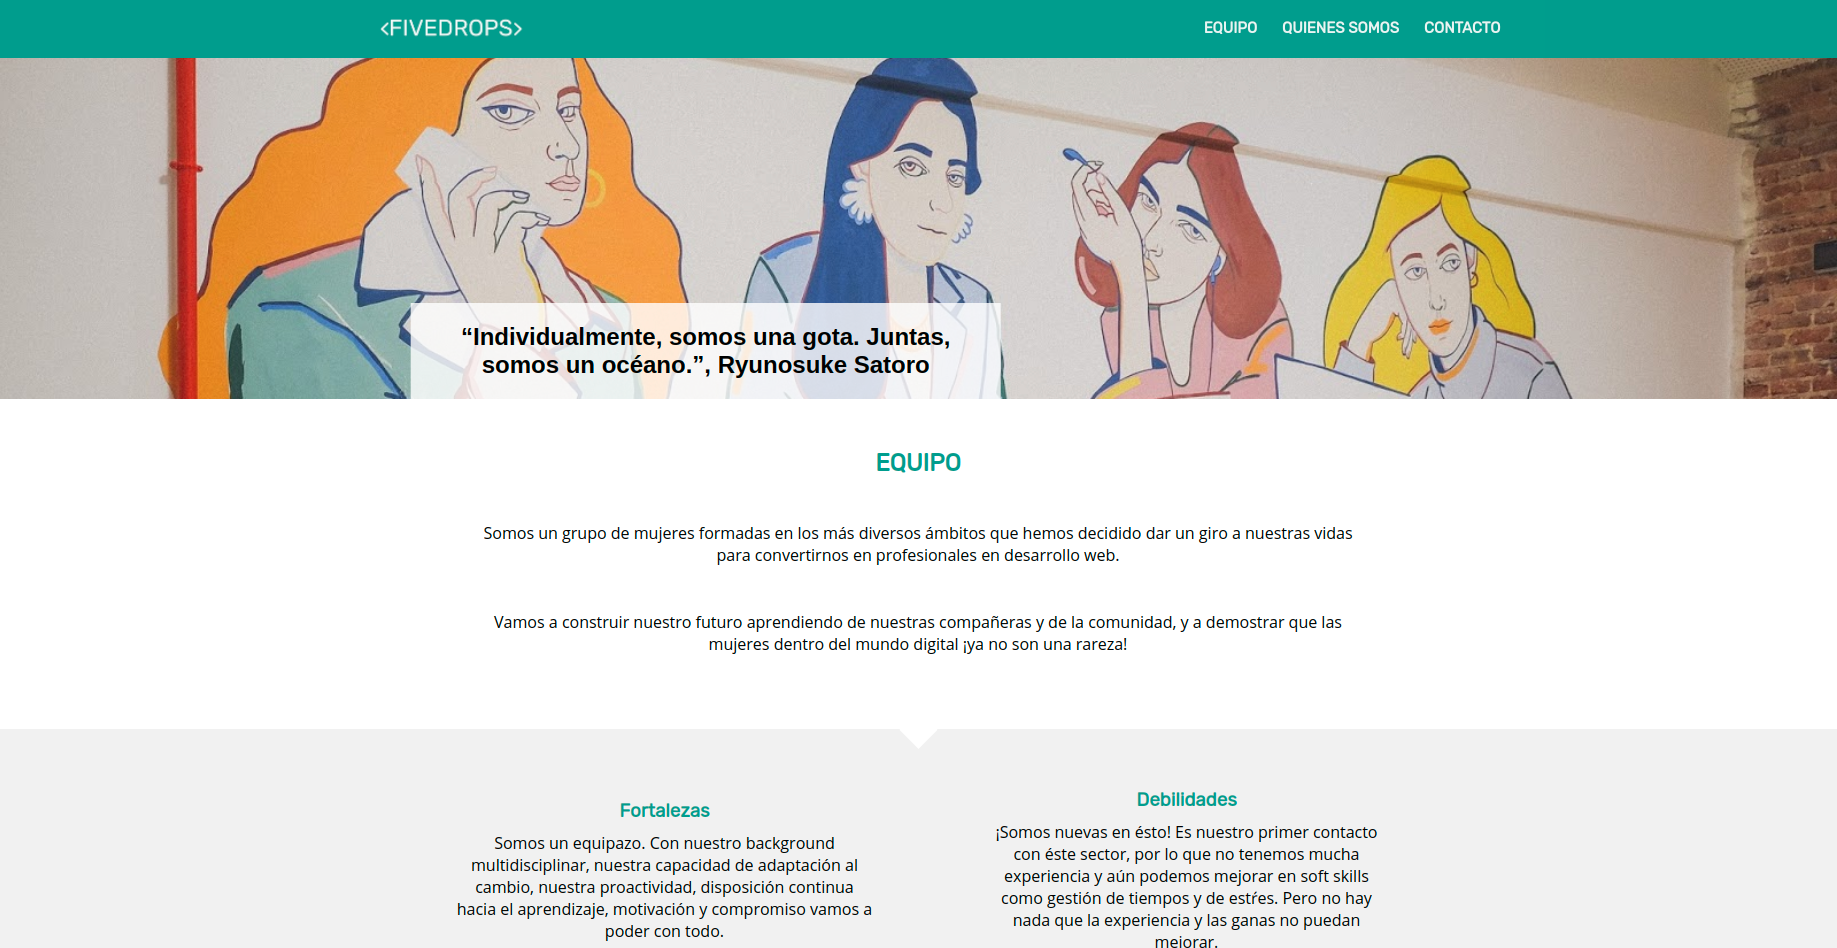 <FIVEDROPS>
EQUIPO QUIENES SOMOS CONTACTO
“Individualmente, somos una gota. Juntas,
somos un océano.”, Ryunosuke Satoro
EQUIPO
Somos un grupo de mujeres formadas en los más diversos ámbitos que hemos decidido dar un giro a nuestras vidas
para convertirnos en profesionales en desarrollo web.
Vamos a construir nuestro futuro aprendiendo de nuestras compañeras y de la comunidad, y a demostrar que las
mujeres dentro del mundo digital ¡ya no son una rareza!
Fortalezas
Somos un equipazo. Con nuestro background
multidisciplinar, nuestra capacidad de adaptación al
cambio, nuestra proactividad, disposición continua
hacia el aprendizaje, motivación y compromiso vamos a
poder con todo.
Debilidades
¡Somos nuevas en ésto! Es nuestro primer contacto
con éste sector, por lo que no tenemos mucha
experiencia y aún podemos mejorar en soft skills
como gestión de tiempos y de estŕes. Pero no hay
nada que la experiencia y las ganas no puedan
mejorar.